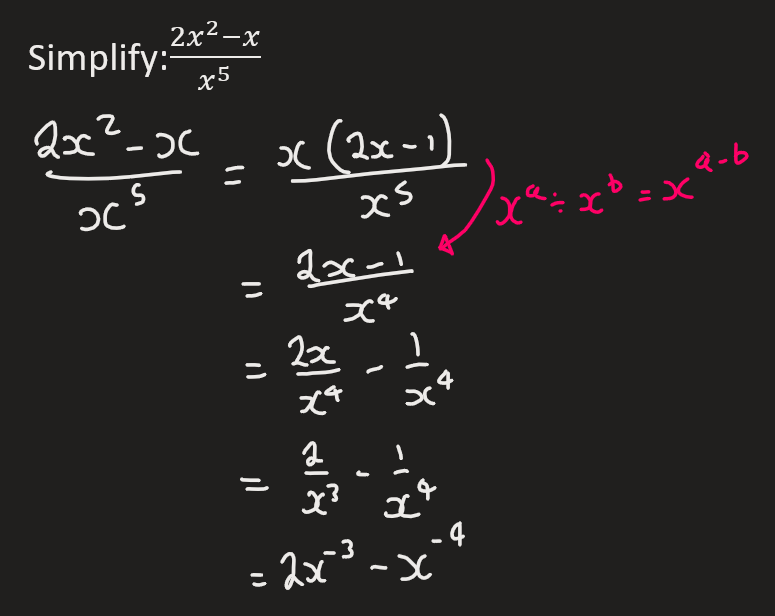 Simplify: \frac{2x^2-x}{x^5}
\frac{2x^2-x}{x^5} = \frac{x(2x-1)}{x^5} x^a ÷ x^b = x^{a-b}
= \frac{2x-1}{x^4}
= \frac{2x}{x^4} - \frac{1}{x^4}
= \frac{2}{x^3} - \frac{1}{x^4}
= 2x^{-3} - x^{-4}